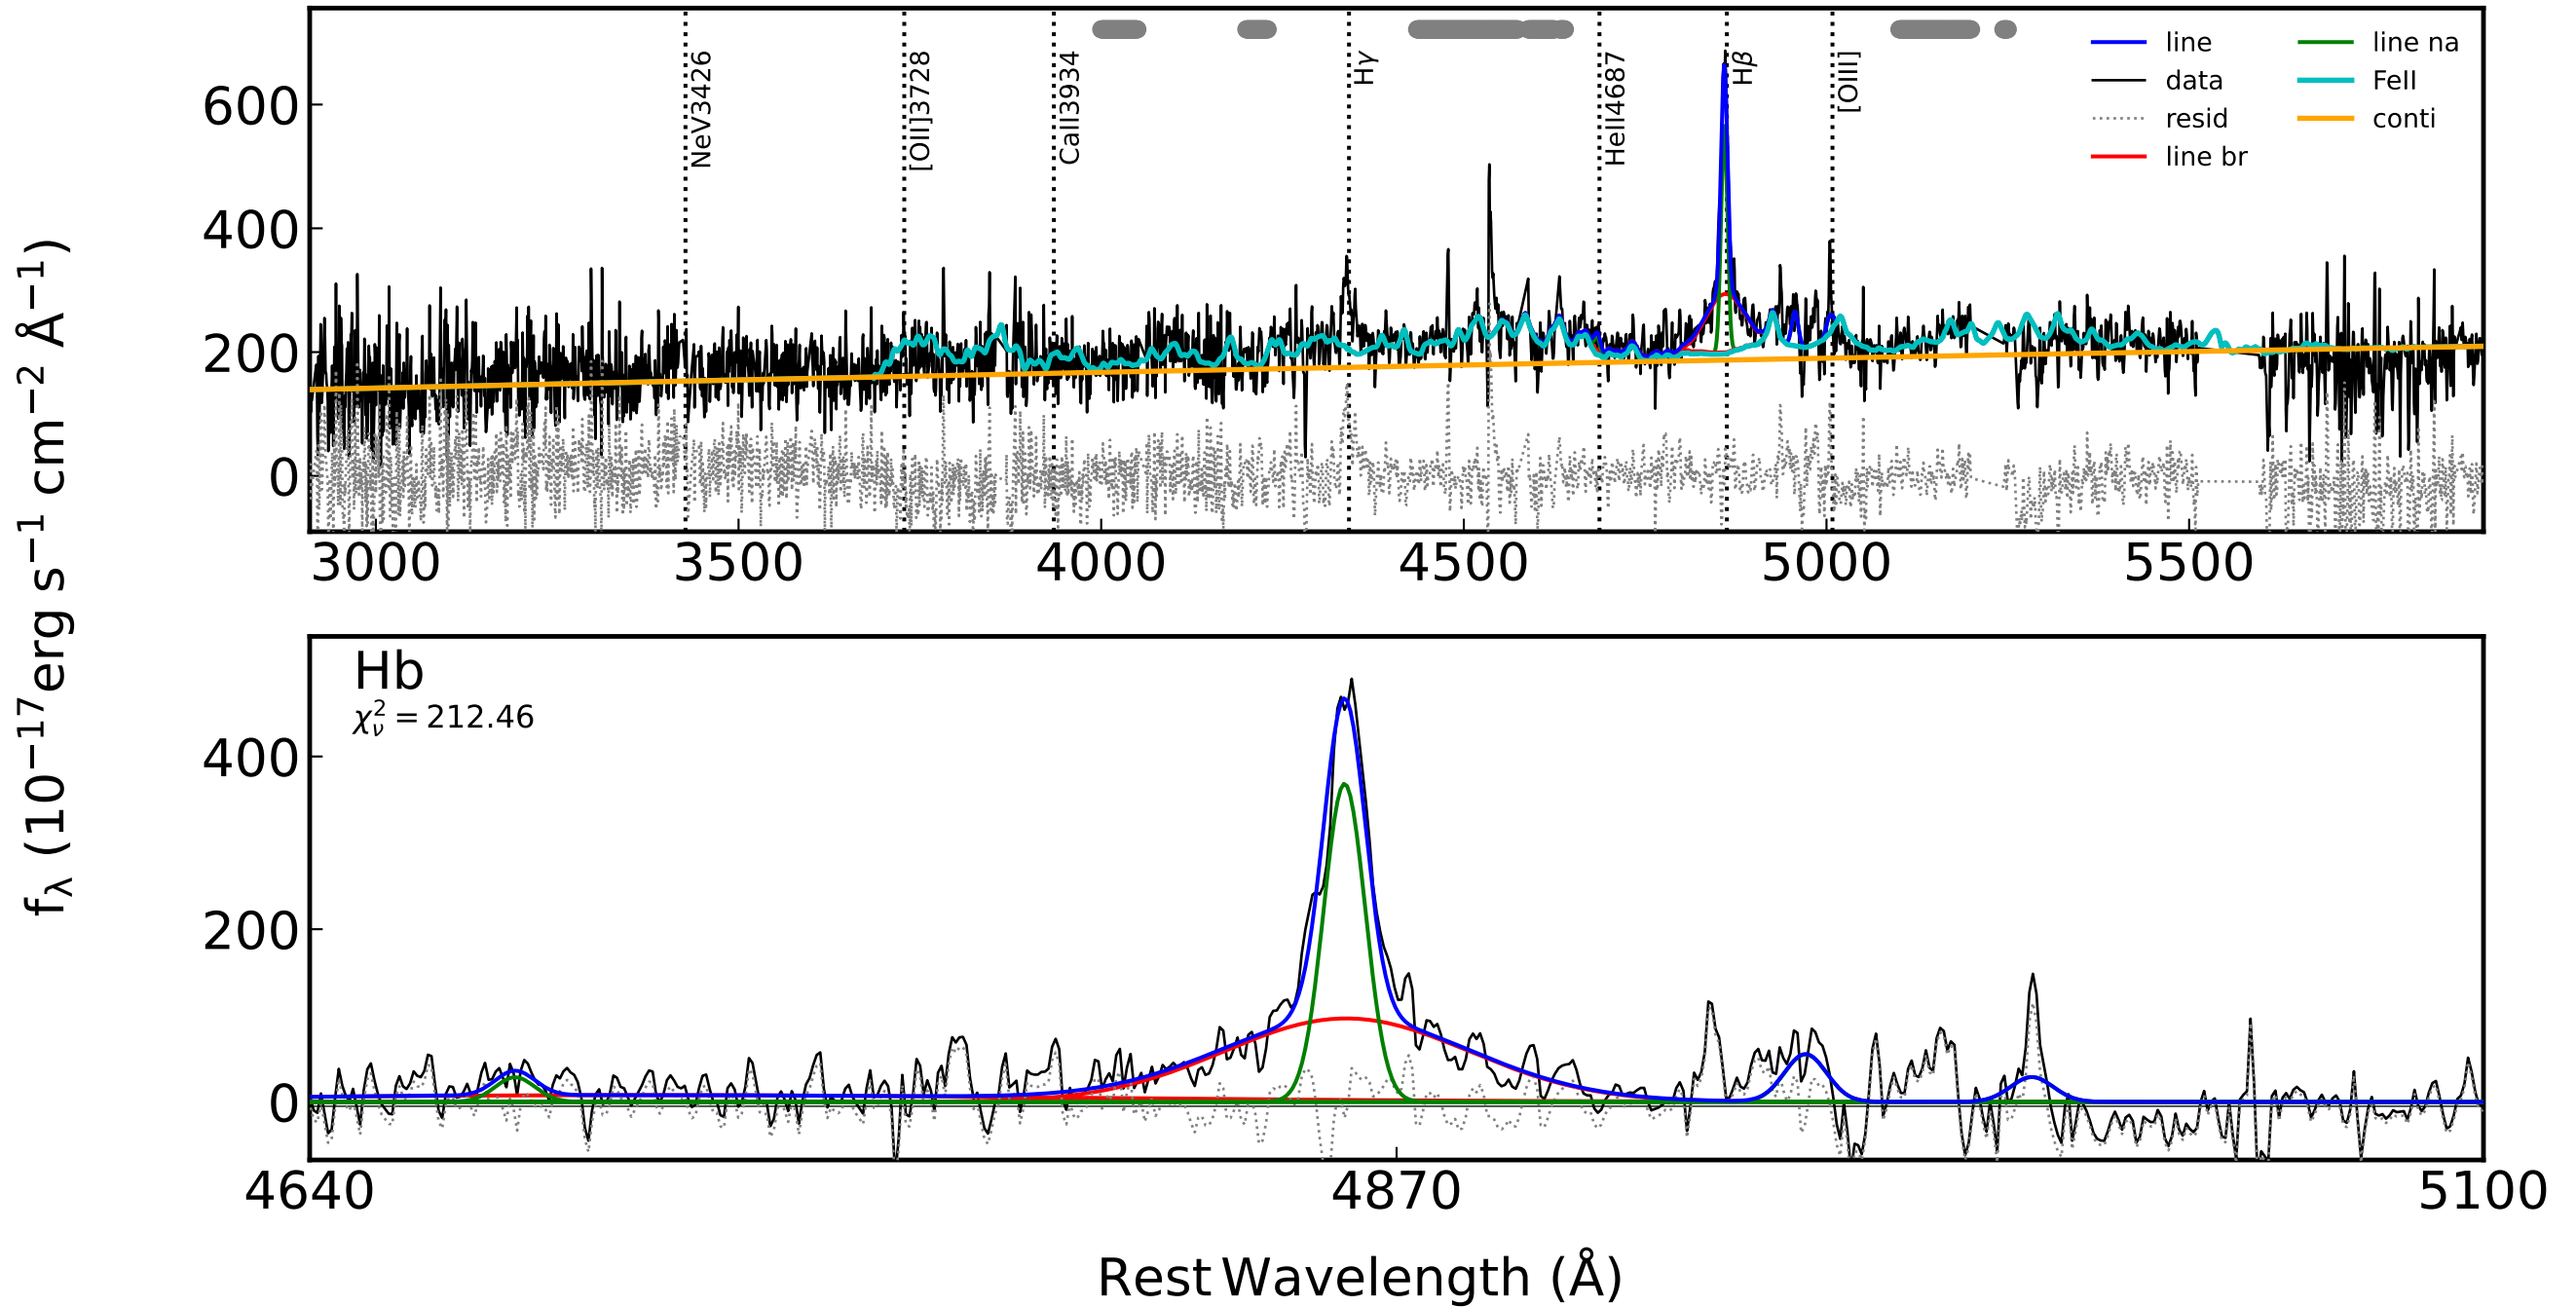 f_λ (10⁻¹⁷erg s⁻¹ cm⁻² Å⁻¹)
600
400
200
0
NeV3426
[OII]3728
CaII3934
Hγ
HeII4687
Hβ
[OIII]
line
data
resid
line br
line na
FeII
conti
3000 3500 4000 4500 5000 5500
Hb
χ²_ν = 212.46
400
200
0
4640 4870 5100
Rest Wavelength (Å)